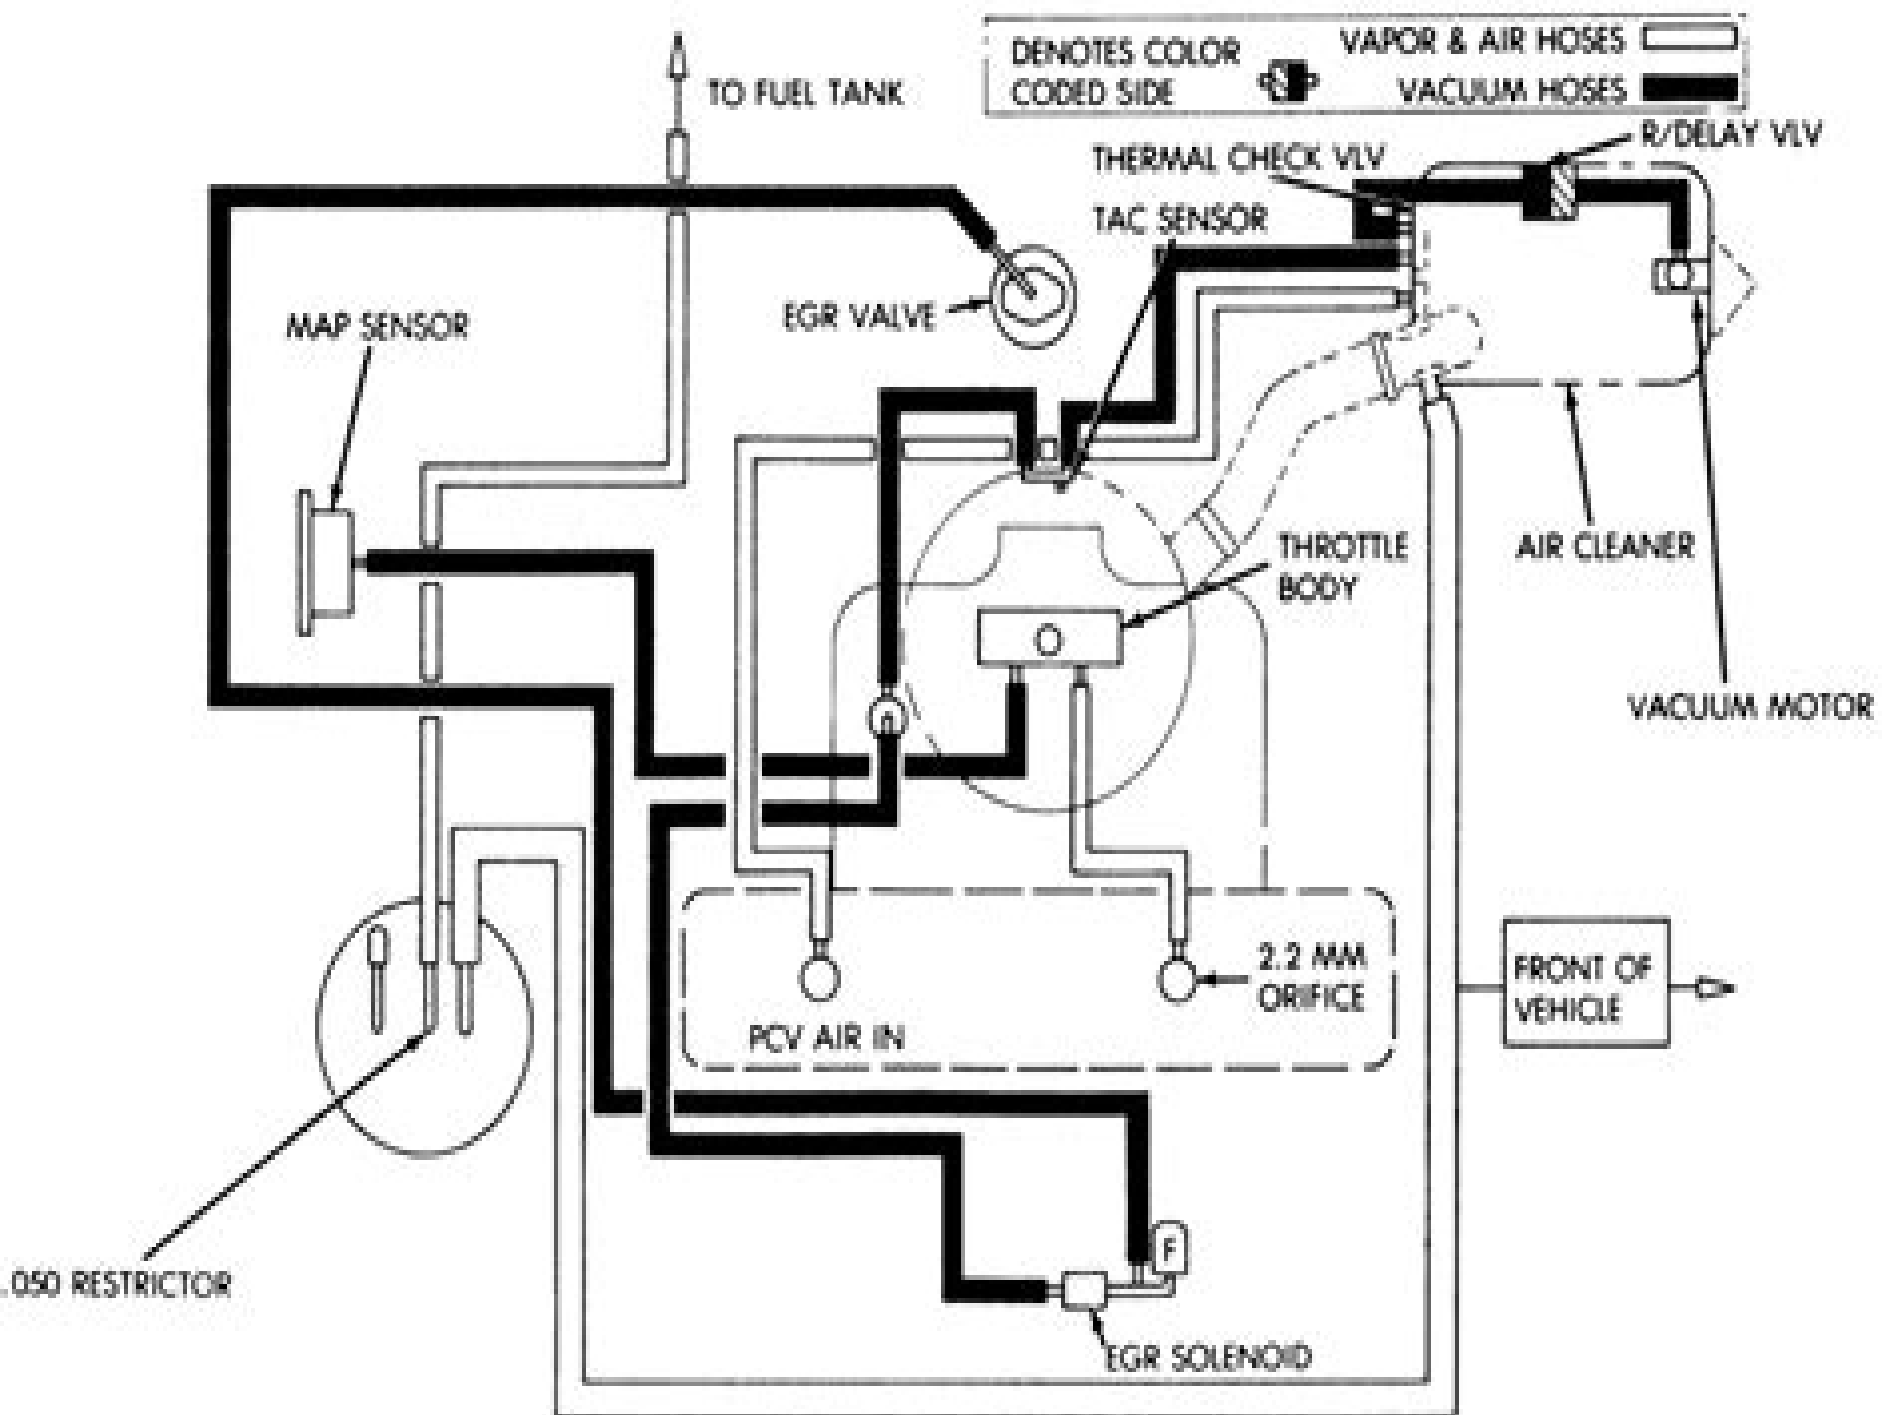 DENOTES COLOR
CODED SIDE
VAPOR & AIR HOSES
VACUUM HOSES
TO FUEL TANK
R/DELAY VLV
THERMAL CHECK VLV
TAC SENSOR
EGR VALVE
MAP SENSOR
THROTTLE
BODY
AIR CLEANER
VACUUM MOTOR
2.2 MM
ORIFICE
FRONT OF
VEHICLE
PCV AIR IN
F
.050 RESTRICTOR
EGR SOLENOID